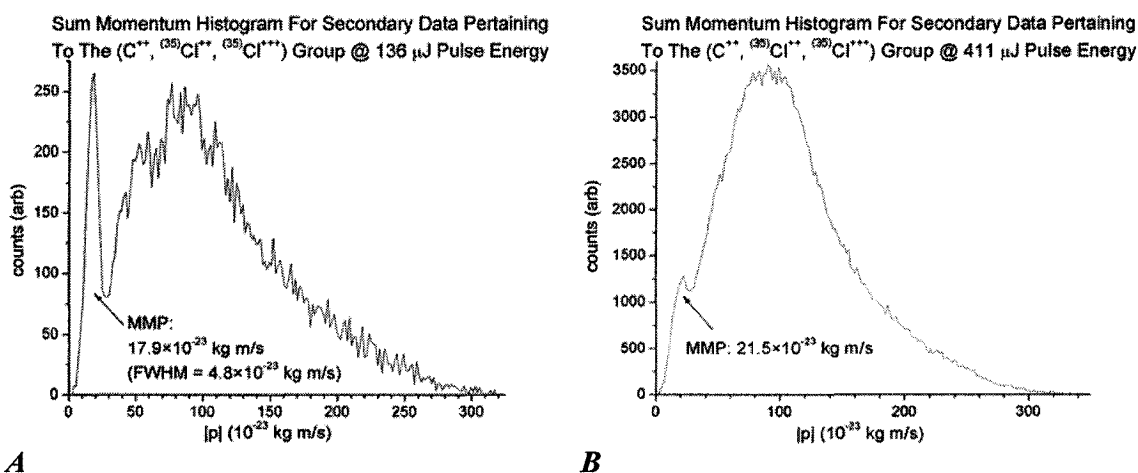 Sum Momentum Histogram For Secondary Data Pertaining
To The (C⁺⁺, ⁽³⁵⁾Cl⁺⁺, ⁽³⁵⁾Cl⁺⁺⁺) Group @ 136 µJ Pulse Energy
250
200
150
100
50
0
counts (arb)
MMP:
17.9×10⁻²³ kg m/s
(FWHM = 4.8×10⁻²³ kg m/s)
0 50 100 150 200 250 300
|p| (10⁻²³ kg m/s)
A
Sum Momentum Histogram For Secondary Data Pertaining
To The (C⁺⁺, ⁽³⁵⁾Cl⁺⁺, ⁽³⁵⁾Cl⁺⁺⁺) Group @ 411 µJ Pulse Energy
3500
3000
2500
2000
1500
1000
500
0
counts (arb)
MMP: 21.5×10⁻²³ kg m/s
0 100 200 300
|p| (10⁻²³ kg m/s)
B